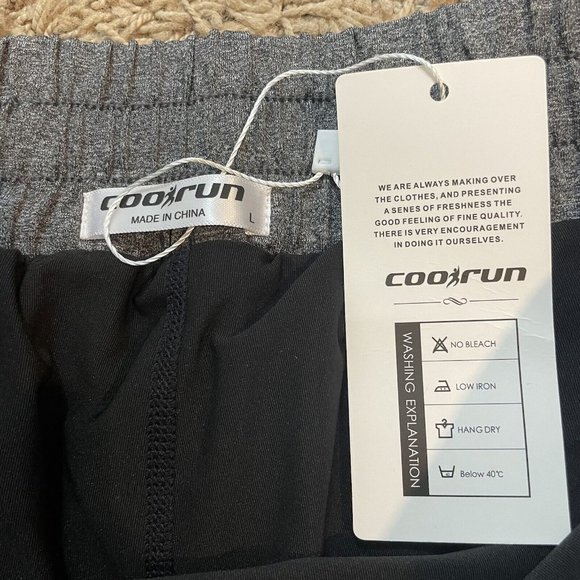 COOLRUN
MADE IN CHINA
L
WE ARE ALWAYS MAKING OVER
THE CLOTHES, AND PRESENTING
A SENES OF FRESHNESS THE
GOOD FEELING OF FINE QUALITY.
THERE IS VERY ENCOURAGEMENT
IN DOING IT OURSELVES.
COOLRUN
WASHING EXPLANATION
NO BLEACH
LOW IRON
HANG DRY
Below 40℃